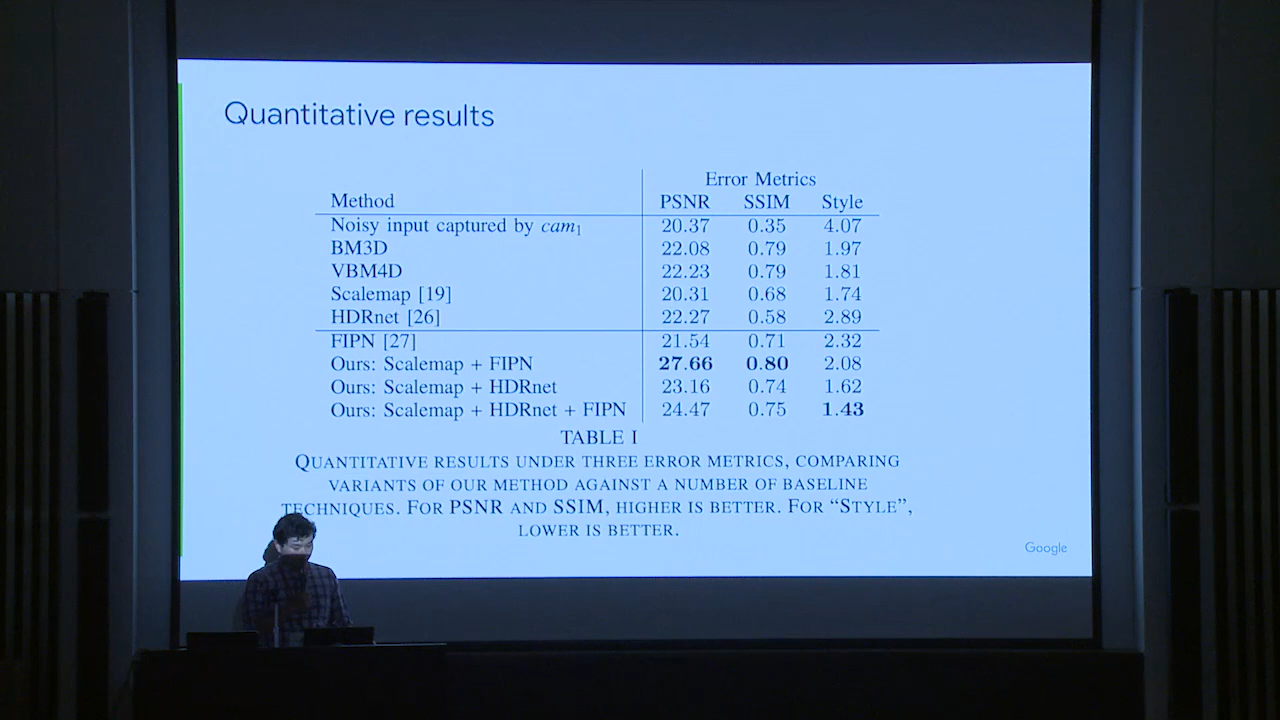 Quantitative results
Error Metrics
Method PSNR SSIM Style
Noisy input captured by cam1 20.37 0.35 4.07
BM3D 22.08 0.79 1.97
VBM4D 22.23 0.79 1.81
Scalemap [19] 20.31 0.68 1.74
HDRnet [26] 22.27 0.58 2.89
FIPN [27] 21.54 0.71 2.32
Ours: Scalemap + FIPN 27.66 0.80 2.08
Ours: Scalemap + HDRnet 23.16 0.74 1.62
Ours: Scalemap + HDRnet + FIPN 24.47 0.75 1.43
TABLE I
QUANTITATIVE RESULTS UNDER THREE ERROR METRICS, COMPARING
VARIANTS OF OUR METHOD AGAINST A NUMBER OF BASELINE
TECHNIQUES. FOR PSNR AND SSIM, HIGHER IS BETTER. FOR “STYLE”,
LOWER IS BETTER.
Google